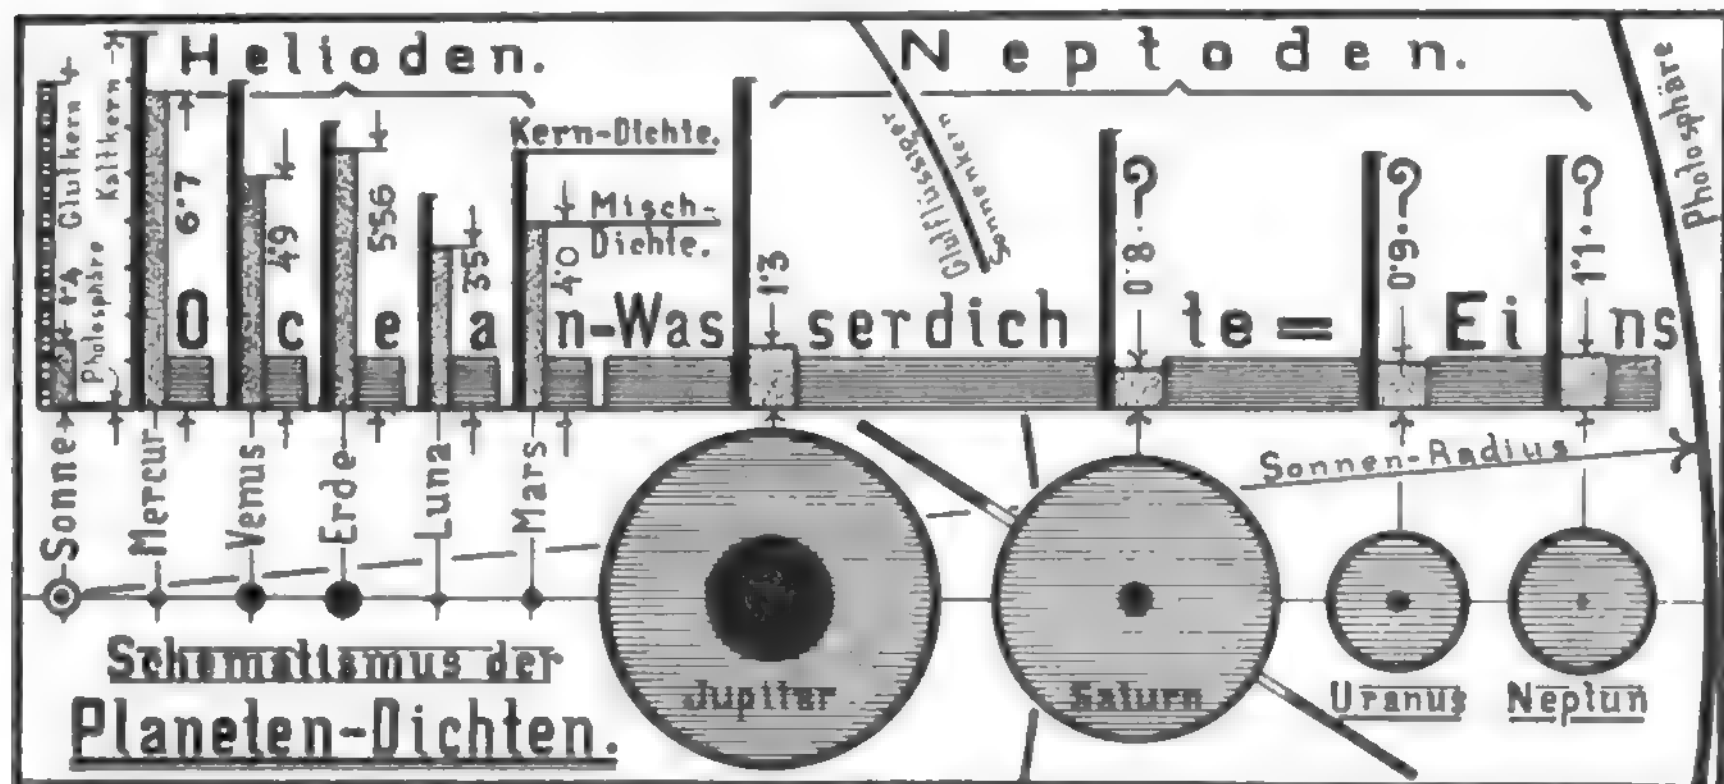 Helioden.
Neptoden.
Glutkern
Kaltkern
Photosphäre
1'4
6'7
4'9
5'56
3'5
4'0
Kern-Dichte.
Misch-
Dichte.
1'3
Glutflüssiger
Sonnenkern
0'8.?
0'9.?
1'1.?
Photosphäre
Ocean-Wasserdichte = Eins
Sonne
Mercur
Venus
Erde
Luna
Mars
Sonnen-Radius
Jupiter
Saturn
Uranus
Neptun
Schematismus der
Planeten-Dichten.